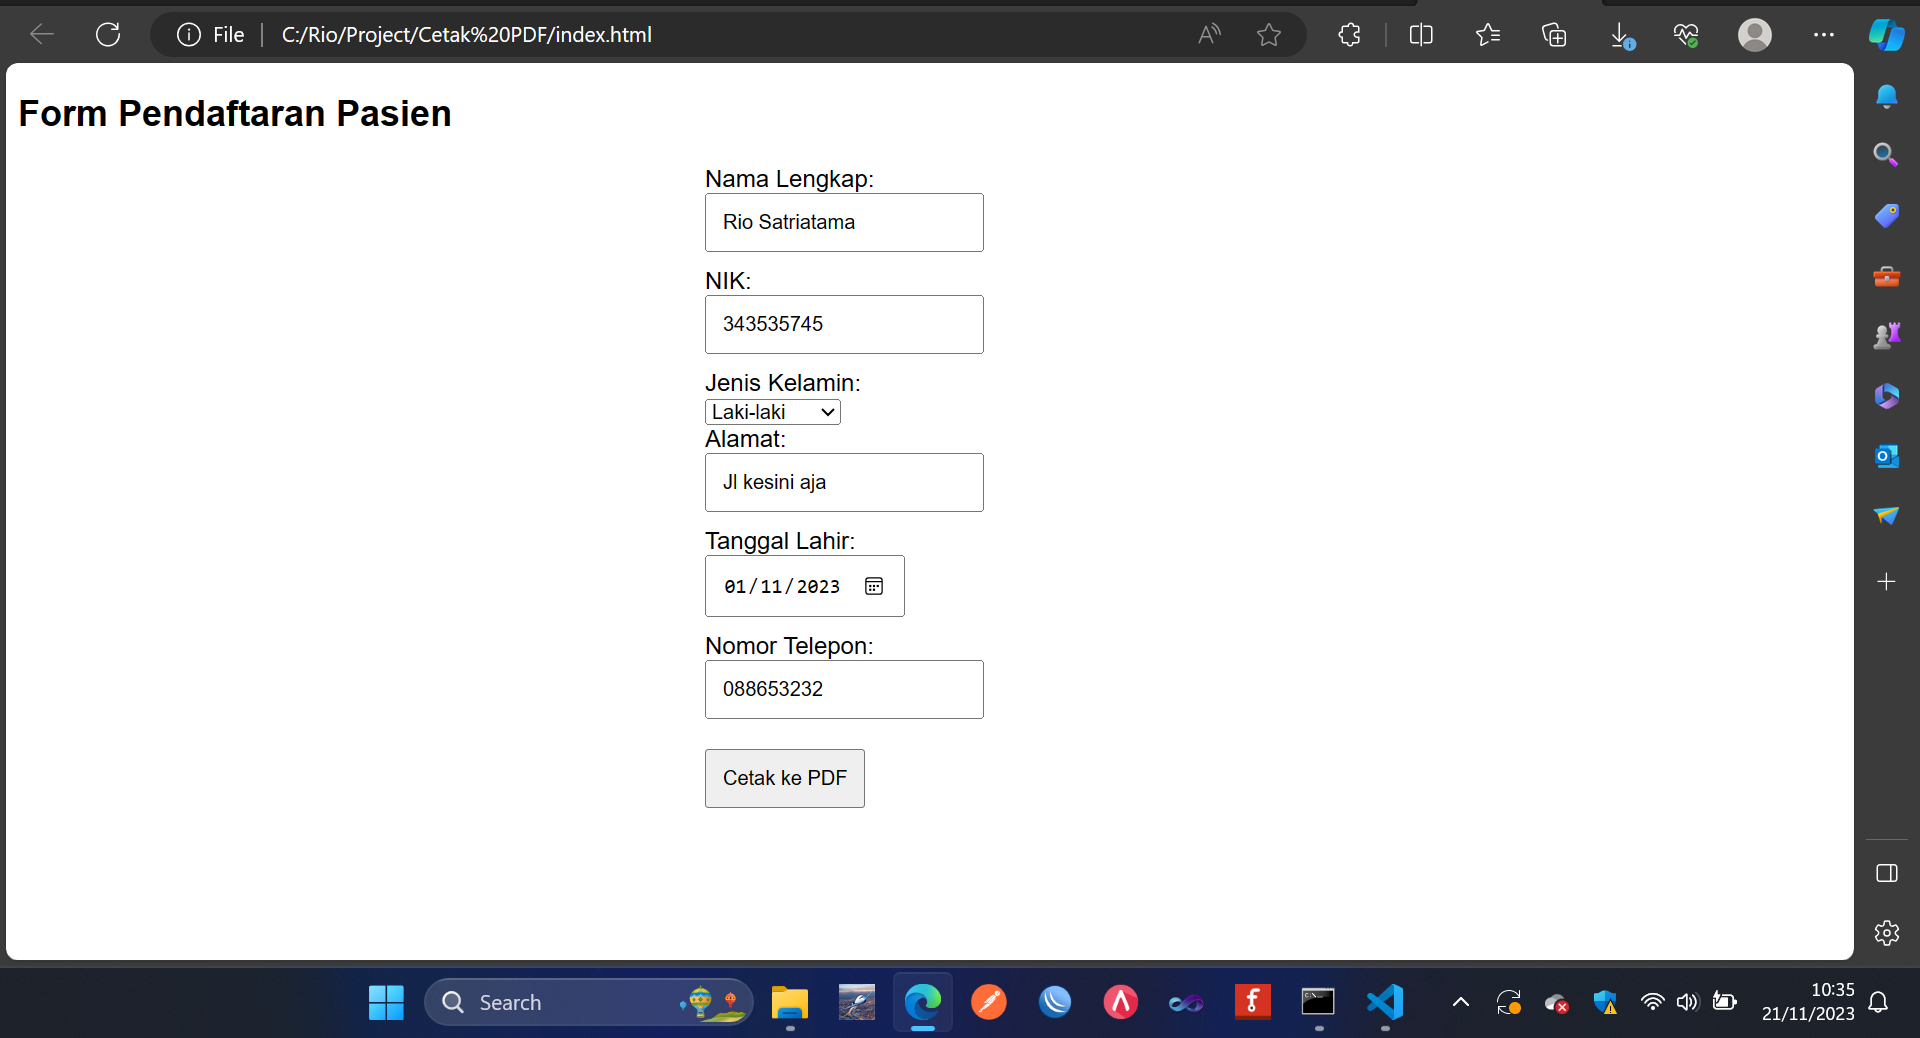 File C:/Rio/Project/Cetak%20PDF/index.html
Form Pendaftaran Pasien
Nama Lengkap:
Rio Satriatama
NIK:
343535745
Jenis Kelamin:
Laki-laki
Alamat:
Jl kesini aja
Tanggal Lahir:
01/11/2023
Nomor Telepon:
088653232
Cetak ke PDF
Search
10:35
21/11/2023